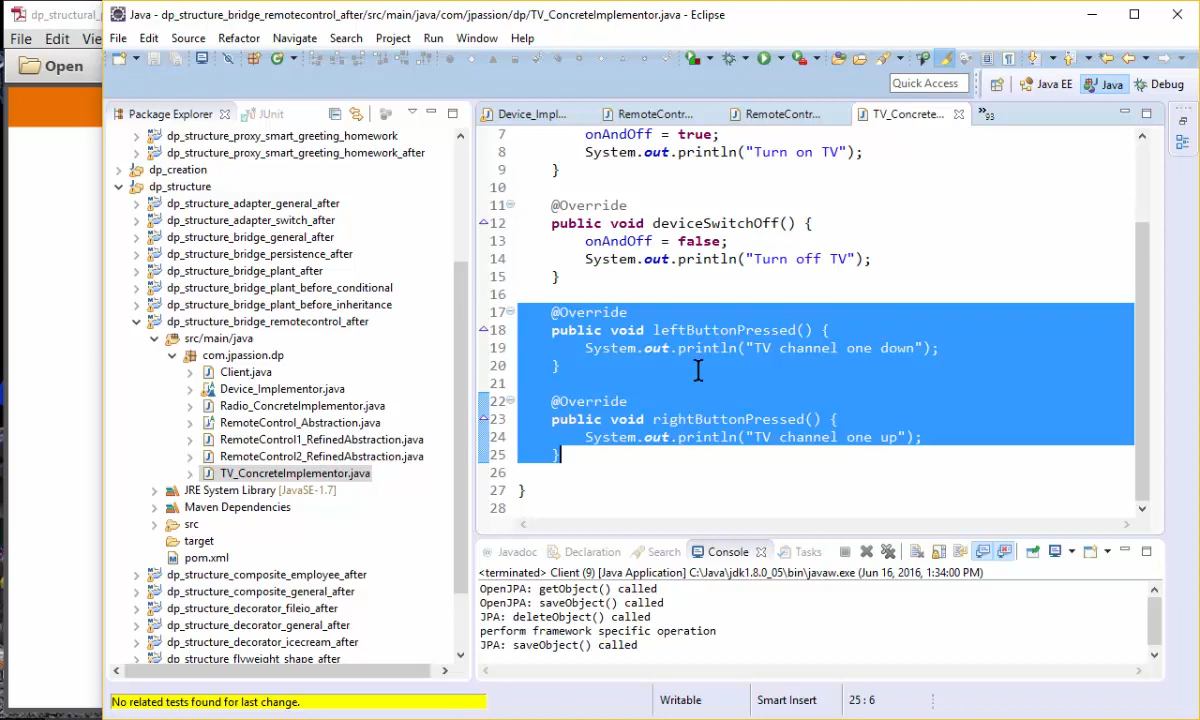 dp_structural_
File Edit Vie
Open
Java - dp_structure_bridge_remotecontrol_after/src/main/java/com/jpassion/dp/TV_ConcreteImplementor.java - Eclipse
File Edit Source Refactor Navigate Search Project Run Window Help
Quick Access
Java EE
Java
Debug
Package Explorer
JUnit
dp_structure_proxy_smart_greeting_homework
dp_structure_proxy_smart_greeting_homework_after
dp_creation
dp_structure
dp_structure_adapter_general_after
dp_structure_adapter_switch_after
dp_structure_bridge_general_after
dp_structure_bridge_persistence_after
dp_structure_bridge_plant_after
dp_structure_bridge_plant_before_conditional
dp_structure_bridge_plant_before_inheritance
dp_structure_bridge_remotecontrol_after
src/main/java
com.jpassion.dp
Client.java
Device_Implementor.java
Radio_ConcreteImplementor.java
RemoteControl_Abstraction.java
RemoteControl1_RefinedAbstraction.java
RemoteControl2_RefinedAbstraction.java
TV_ConcreteImplementor.java
JRE System Library [JavaSE-1.7]
Maven Dependencies
src
target
pom.xml
dp_structure_composite_employee_after
dp_structure_composite_general_after
dp_structure_decorator_fileio_after
dp_structure_decorator_general_after
dp_structure_decorator_icecream_after
dp_structure_flyweight_shape_after
Device_Impl...
RemoteContr...
RemoteContr...
TV_Concrete...
»93
7 onAndOff = true;
8 System.out.println("Turn on TV");
9 }
10
11 @Override
12 public void deviceSwitchOff() {
13 onAndOff = false;
14 System.out.println("Turn off TV");
15 }
16
17 @Override
18 public void leftButtonPressed() {
19 System.out.println("TV channel one down");
20 }
21
22 @Override
23 public void rightButtonPressed() {
24 System.out.println("TV channel one up");
25 }
26
27 }
28
Javadoc
Declaration
Search
Console
Tasks
<terminated> Client (9) [Java Application] C:\Java\jdk1.8.0_05\bin\javaw.exe (Jun 16, 2016, 1:34:00 PM)
OpenJPA: getObject() called
OpenJPA: saveObject() called
JPA: deleteObject() called
perform framework specific operation
JPA: saveObject() called
No related tests found for last change.
Writable
Smart Insert
25 : 6